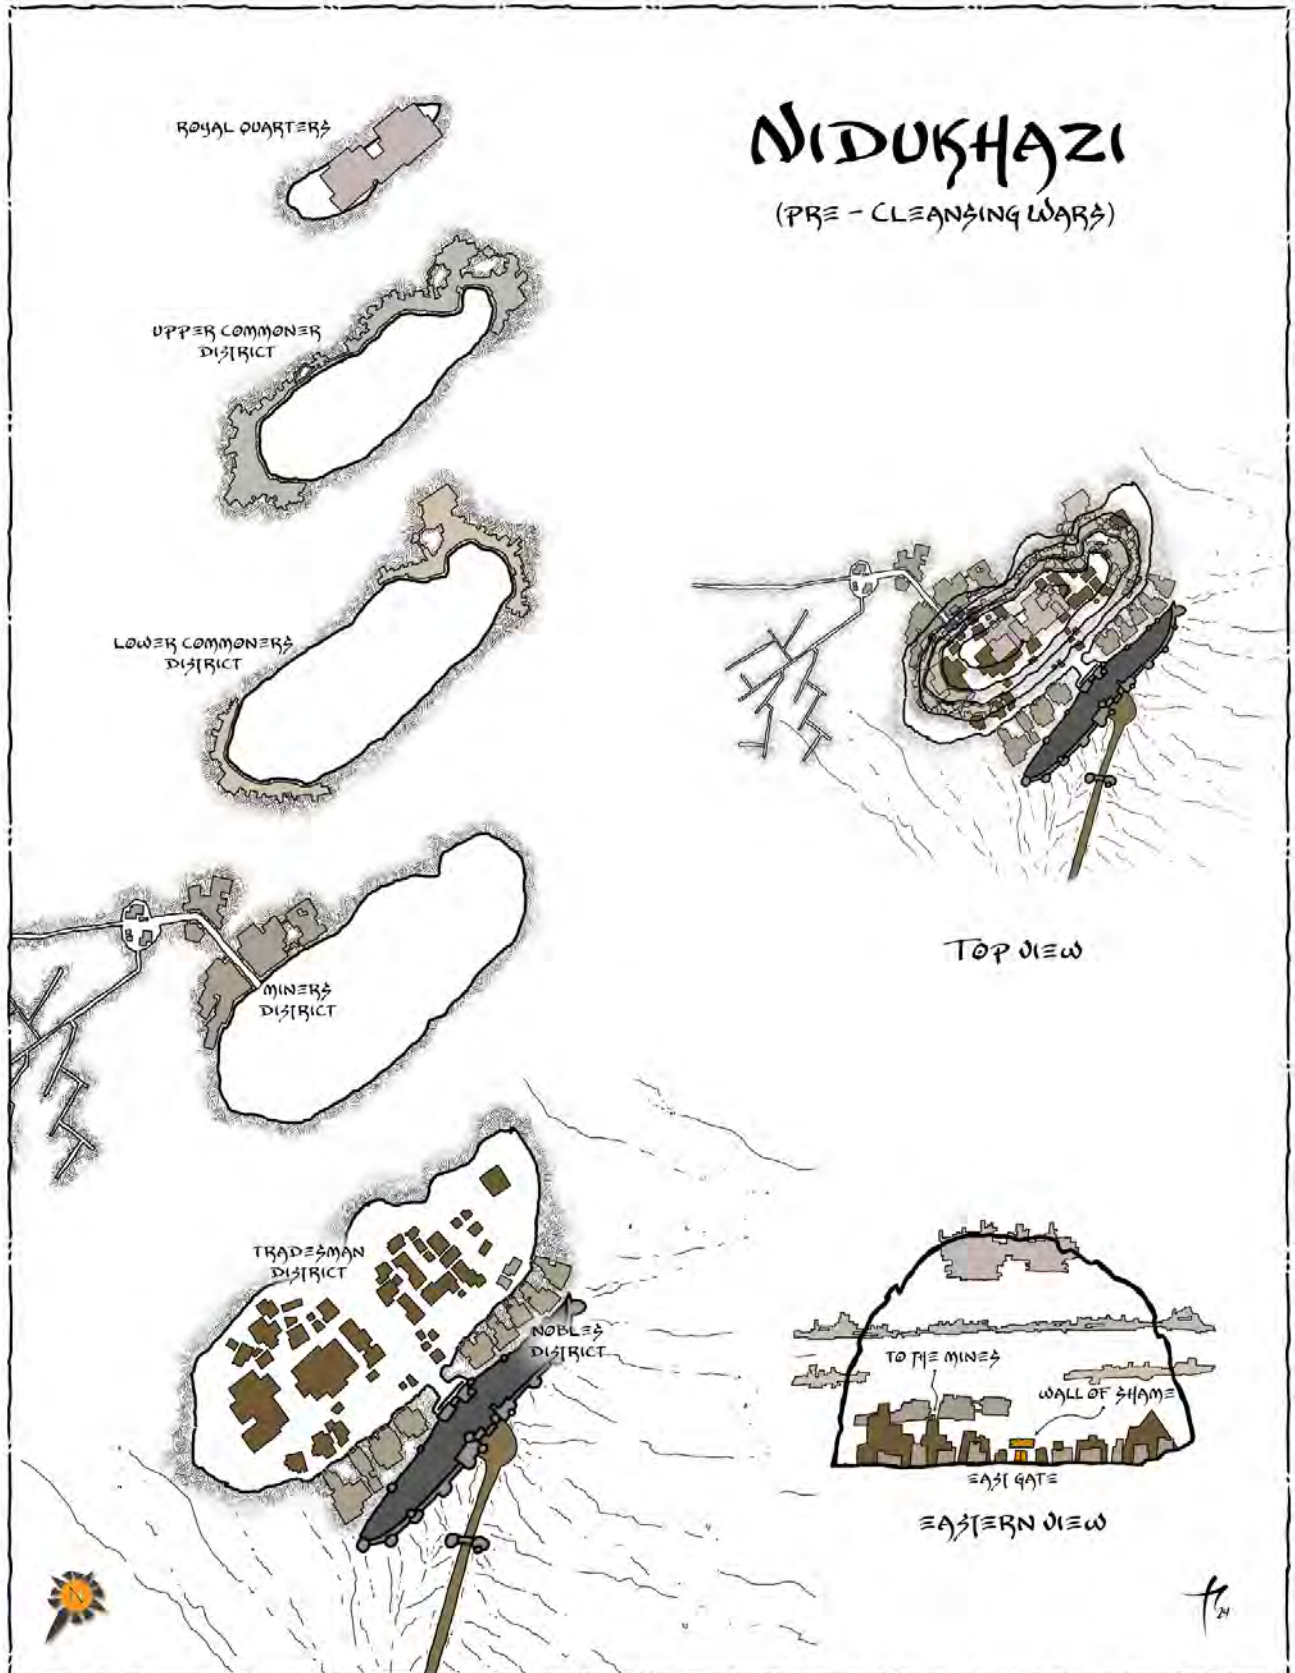 NIDUKHAZI
(PRE - CLEANSING WARS)
ROYAL QUARTERS
UPPER COMMONER
DISTRICT
LOWER COMMONERS
DISTRICT
MINERS
DISTRICT
TRADESMAN
DISTRICT
NOBLES
DISTRICT
TOP VIEW
TO THE MINES
WALL OF SHAME
EAST GATE
EASTERN VIEW
N
24